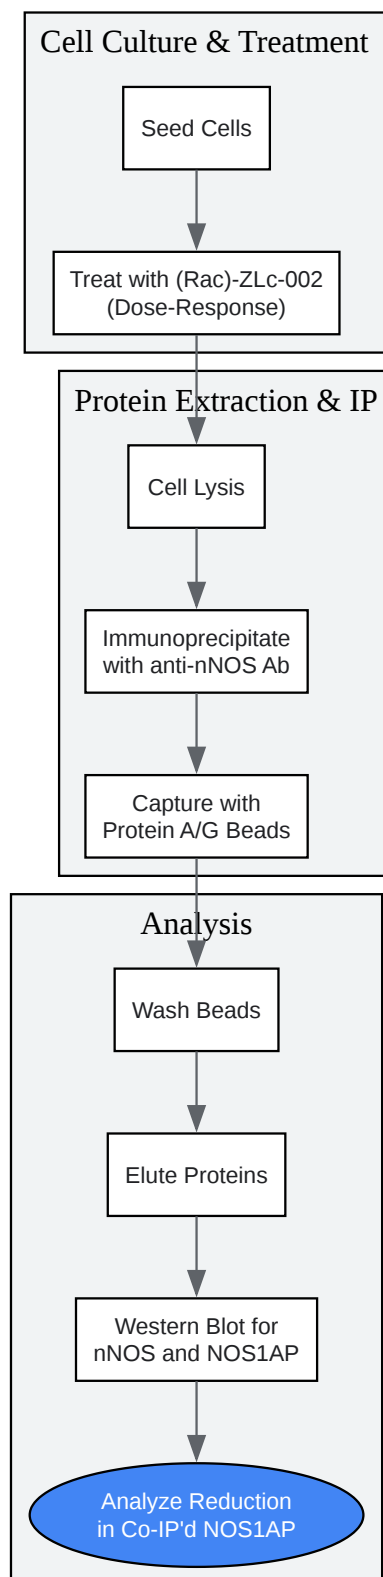 Cell Culture & Treatment
Seed Cells
Treat with (Rac)-ZLc-002
(Dose-Response)
Protein Extraction & IP
Cell Lysis
Immunoprecipitate
with anti-nNOS Ab
Capture with
Protein A/G Beads
Analysis
Wash Beads
Elute Proteins
Western Blot for
nNOS and NOS1AP
Analyze Reduction
in Co-IP'd NOS1AP